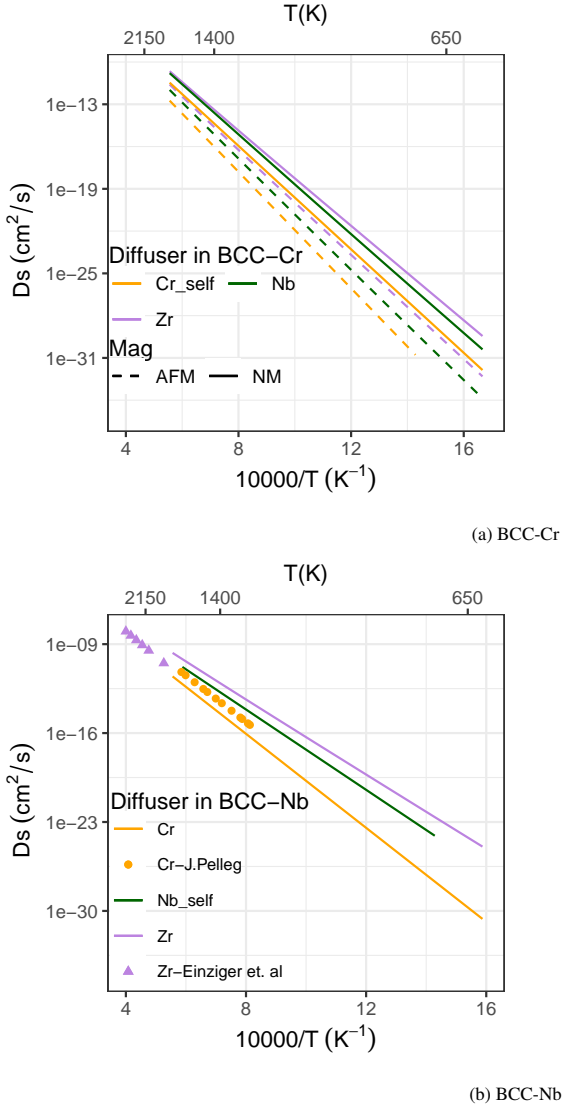 T(K)
2150 1400 650
1e−13
1e−19
1e−25
1e−31
Ds (cm²/s)
Diffuser in BCC−Cr
Cr_self Nb
Zr
Mag
AFM NM
4 8 12 16
10000/T (K⁻¹)
(a) BCC-Cr
T(K)
2150 1400 650
1e−09
1e−16
1e−23
1e−30
Ds (cm²/s)
Diffuser in BCC−Nb
Cr
Cr−J.Pelleg
Nb_self
Zr
Zr−Einziger et. al
4 8 12 16
10000/T (K⁻¹)
(b) BCC-Nb